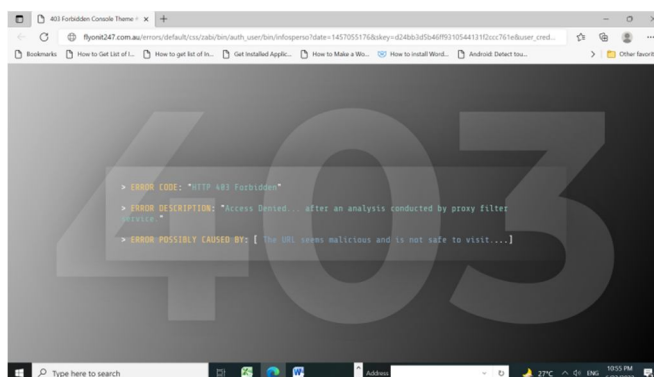 403 Forbidden Console Theme
flyonit247.com.au/errors/default/css/zabi/bin/auth_user/bin/infosperso?date=1457055176&skey=d24bb3d5b46ff9310544131f2ccc761e&user_cred...
Bookmarks How to Get List of I... How to get list of In... Get Installed Applic... How to Make a Wo... How to install Word... Android: Detect tou... Other favorit
403
> ERROR CODE: "HTTP 403 Forbidden"
> ERROR DESCRIPTION: "Access Denied... after an analysis conducted by proxy filter
service "
> ERROR POSSIBLY CAUSED BY: [ The URL seems malicious and is not safe to visit....]
Type here to search Address 27°C ENG 10:55 PM